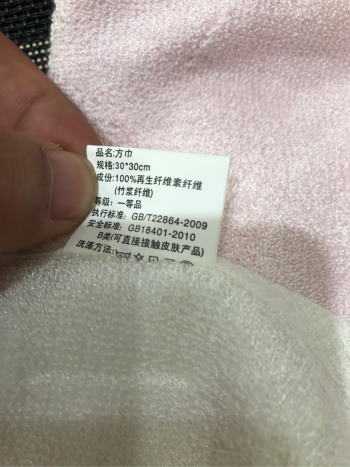 品名:方巾
规格:30*30cm
成份:100%再生纤维素纤维
(竹浆纤维)
等级: 一等品
执行标准: GB/T22864-2009
安全标准: GB18401-2010
B类(可直接接触皮肤产品)
洗涤方法: